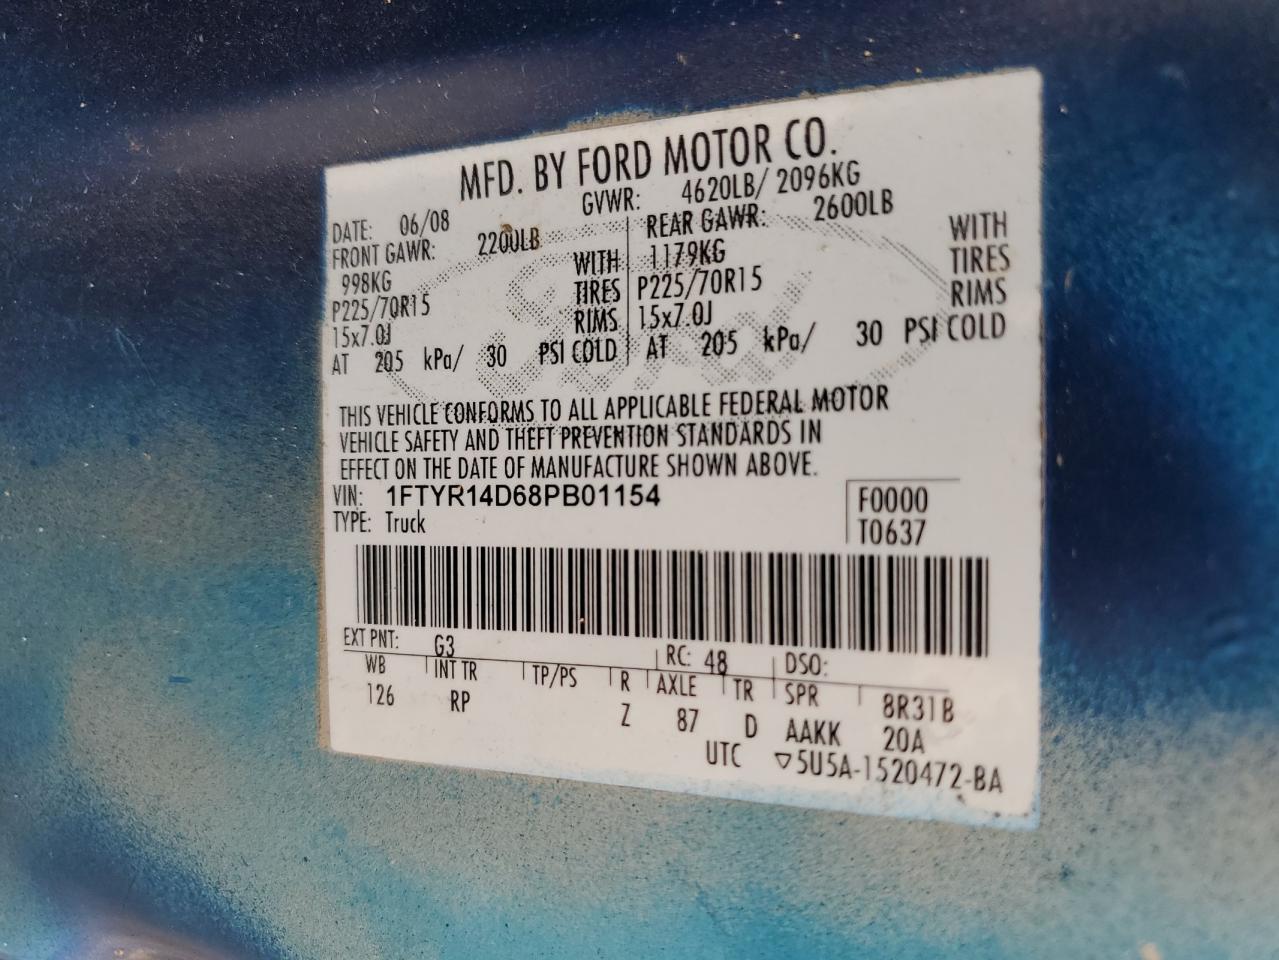 MFD. BY FORD MOTOR CO.
DATE: 06/08 GVWR: 4620LB/ 2096KG
FRONT GAWR: 2200LB REAR GAWR: 2600LB
998KG WITH 1179KG WITH
P225/70R15 TIRES P225/70R15 TIRES
15x7.0J RIMS 15x7.0J RIMS
AT 205 kPa/ 30 PSI COLD AT 205 kPa/ 30 PSI COLD
THIS VEHICLE CONFORMS TO ALL APPLICABLE FEDERAL MOTOR
VEHICLE SAFETY AND THEFT PREVENTION STANDARDS IN
EFFECT ON THE DATE OF MANUFACTURE SHOWN ABOVE.
VIN: 1FTYR14D68PB01154 F0000
TYPE: Truck T0637
EXT PNT: G3 RC: 48 DSO:
WB INT TR TP/PS R AXLE TR SPR 8R31B
126 RP Z 87 D AAKK 20A
UTC ▽5U5A-1520472-BA